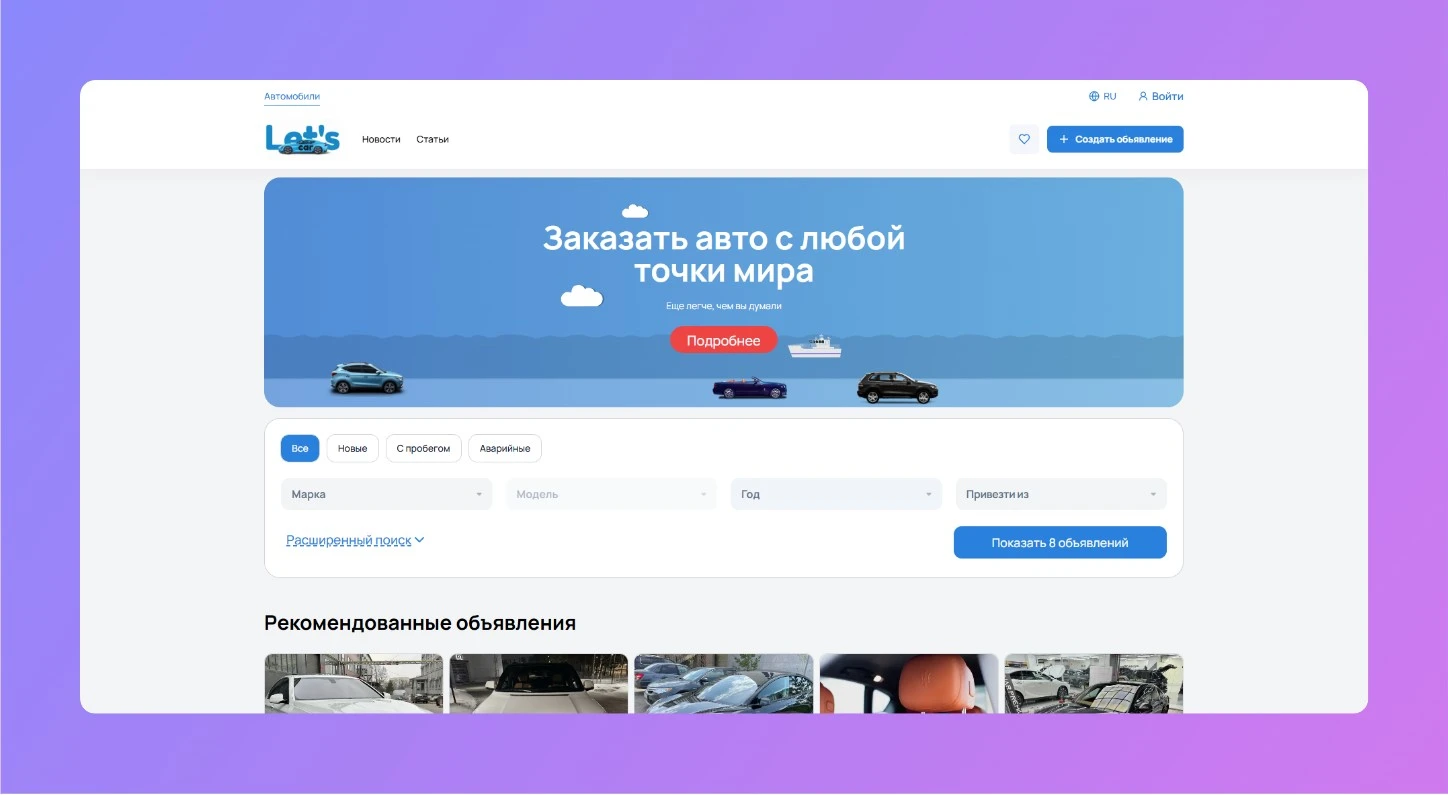 Автомобили
RU
Войти
Let's
car
Новости
Статьи
Создать объявление
Заказать авто с любой
точки мира
Еще легче, чем вы думали
Подробнее
Все
Новые
С пробегом
Аварийные
Марка
Модель
Год
Привезти из
Расширенный поиск
Показать 8 объявлений
Рекомендованные объявления